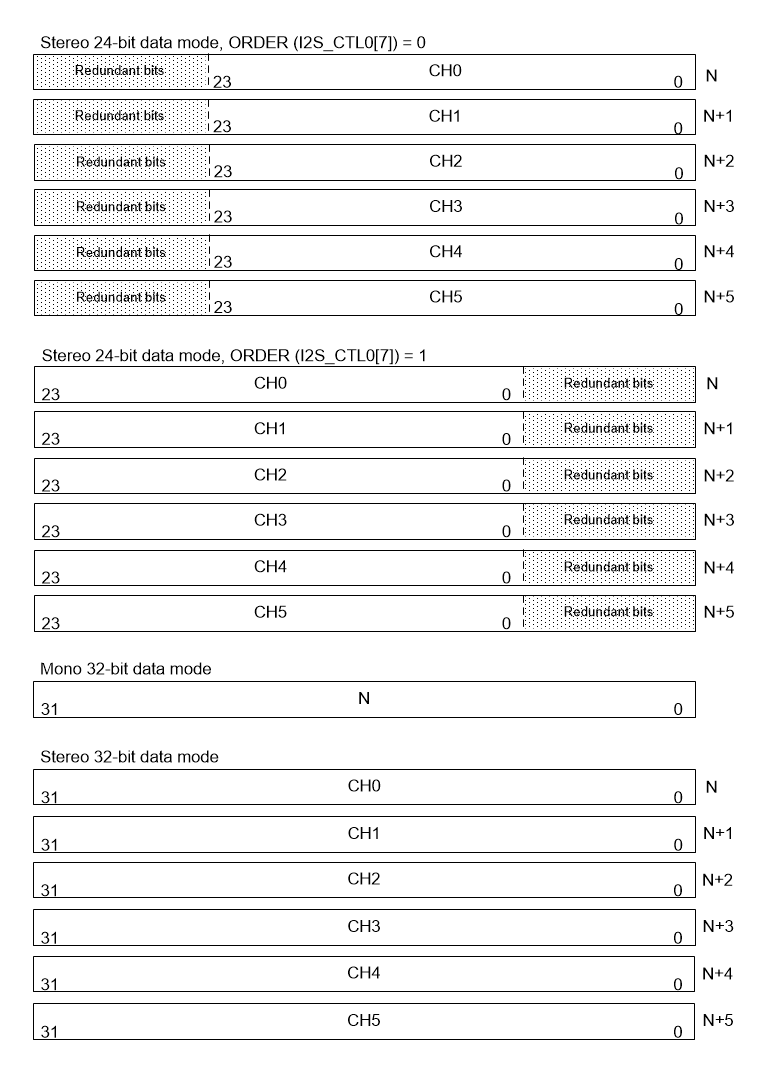 Stereo 24-bit data mode, ORDER (I2S_CTL0[7]) = 0
Redundant bits 23 CH0 0 N
Redundant bits 23 CH1 0 N+1
Redundant bits 23 CH2 0 N+2
Redundant bits 23 CH3 0 N+3
Redundant bits 23 CH4 0 N+4
Redundant bits 23 CH5 0 N+5
Stereo 24-bit data mode, ORDER (I2S_CTL0[7]) = 1
23 CH0 0 Redundant bits N
23 CH1 0 Redundant bits N+1
23 CH2 0 Redundant bits N+2
23 CH3 0 Redundant bits N+3
23 CH4 0 Redundant bits N+4
23 CH5 0 Redundant bits N+5
Mono 32-bit data mode
31 N 0
Stereo 32-bit data mode
31 CH0 0 N
31 CH1 0 N+1
31 CH2 0 N+2
31 CH3 0 N+3
31 CH4 0 N+4
31 CH5 0 N+5